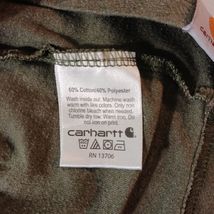 60% Cotton/40% Polyester
Wash inside out. Machine wash
warm with like colors. Only non
chlorine bleach when needed.
Tumble dry low. Warm iron. Do
not iron on print.
carhartt
RN 13706